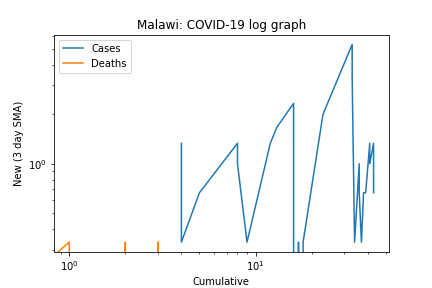 Malawi: COVID-19 log graph
Cases
Deaths
New (3 day SMA)
10⁰
10⁰
10¹
Cumulative